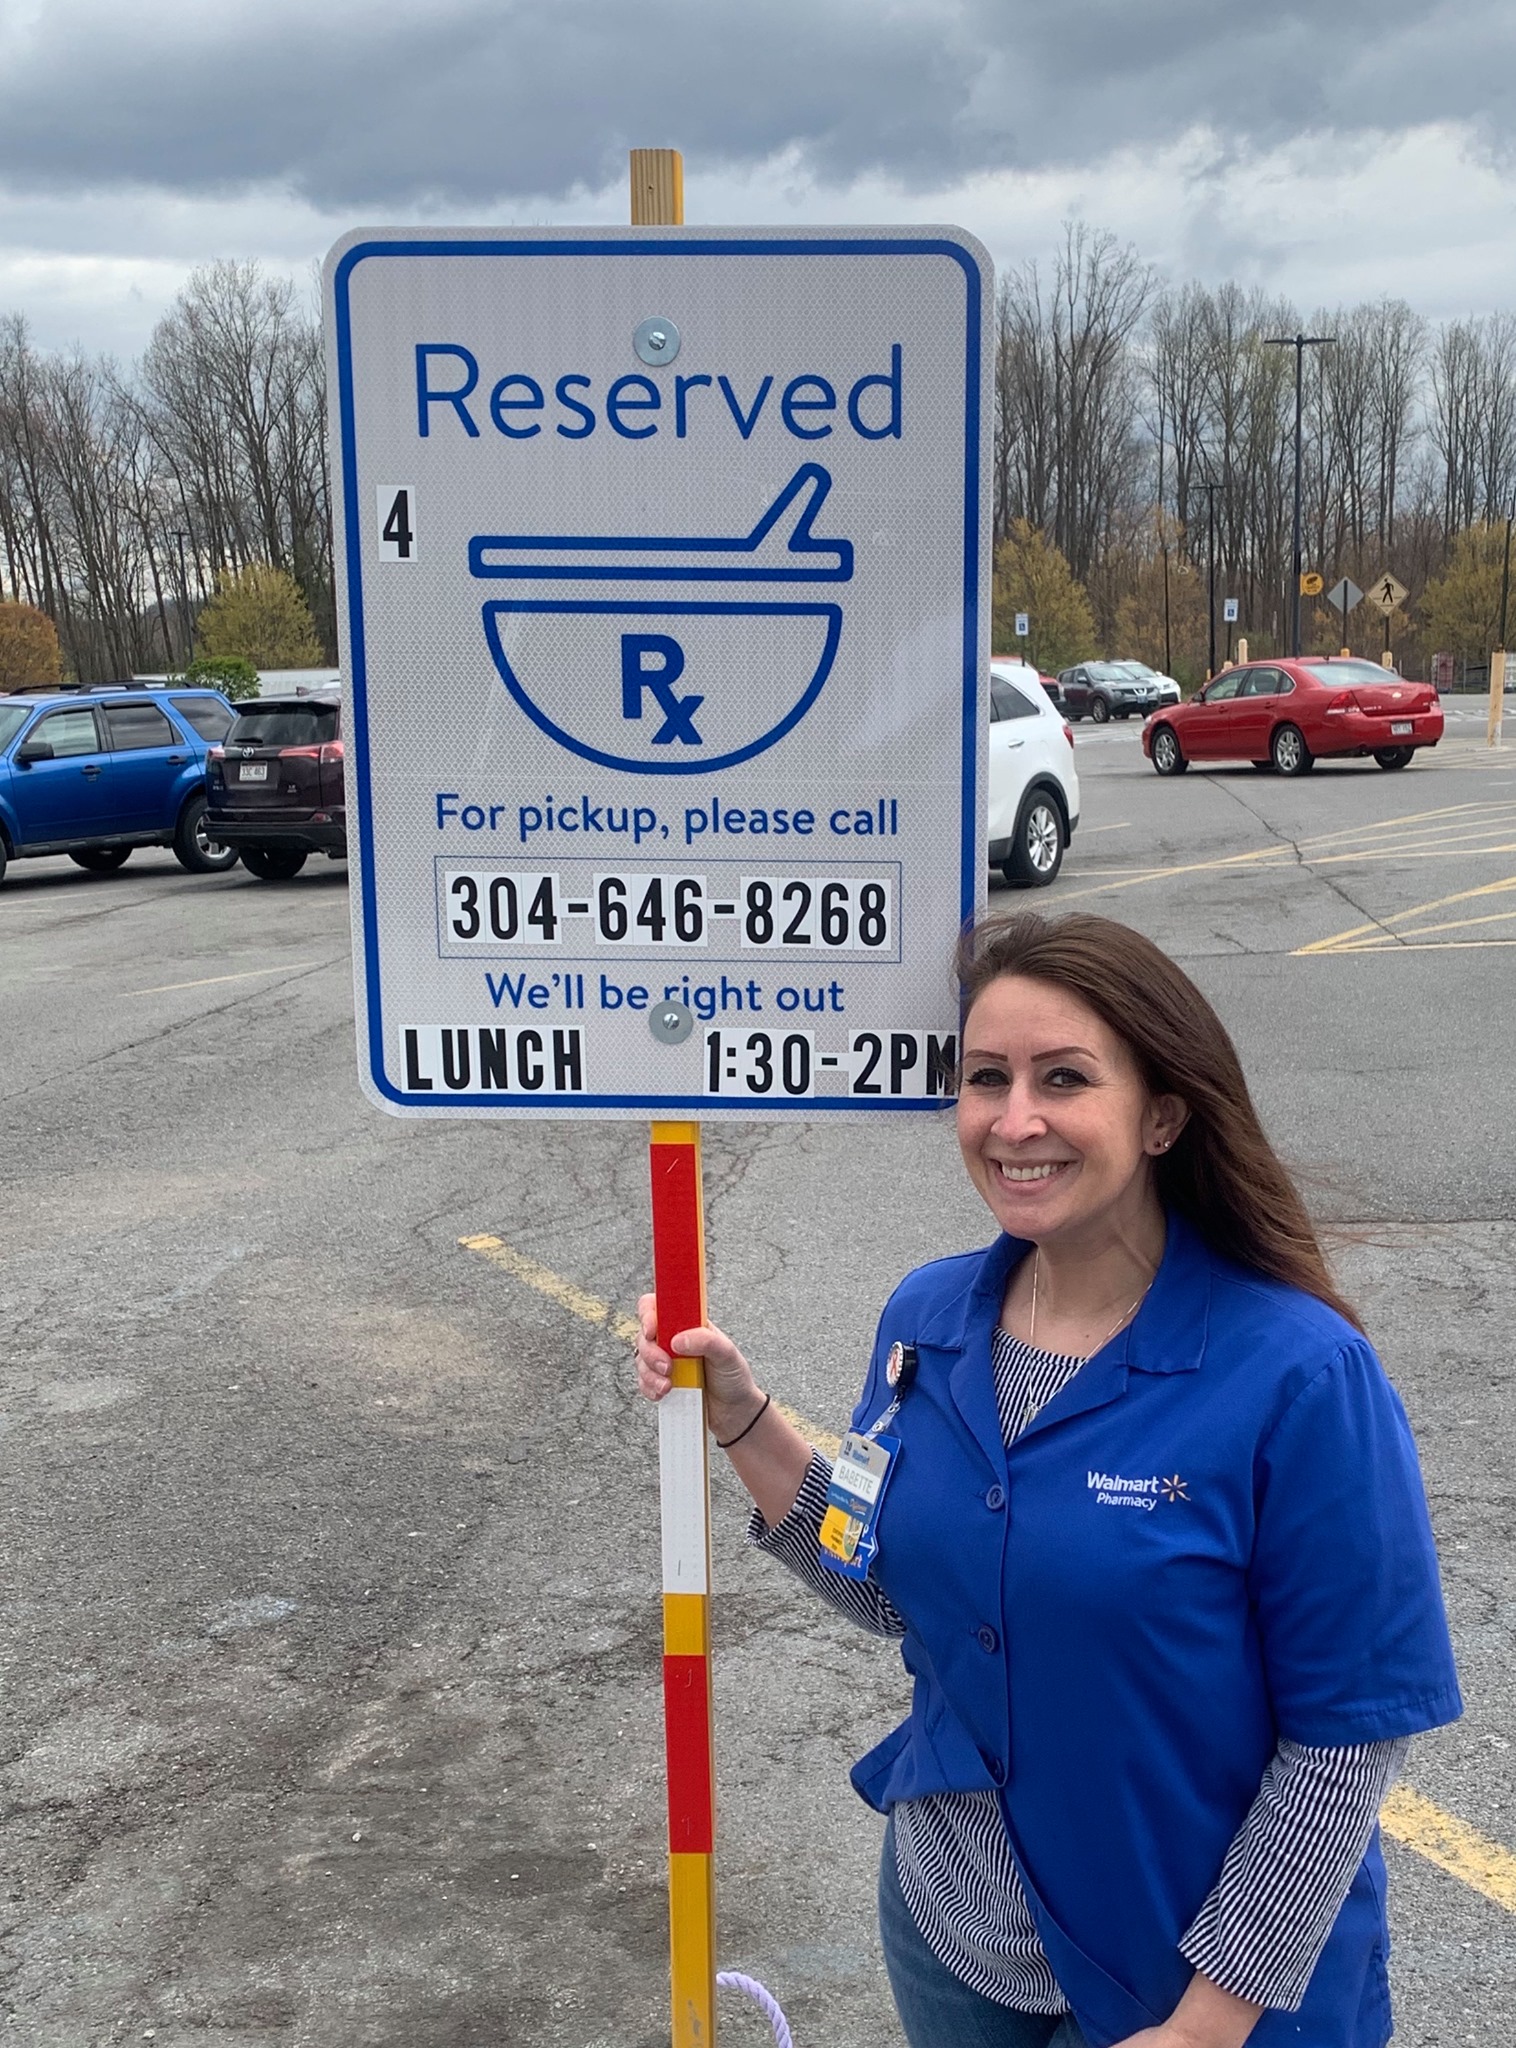 Reserved
4
Rx
For pickup, please call
304-646-8268
We'll be right out
LUNCH 1:30-2PM
Walmart
Pharmacy
BABETTE